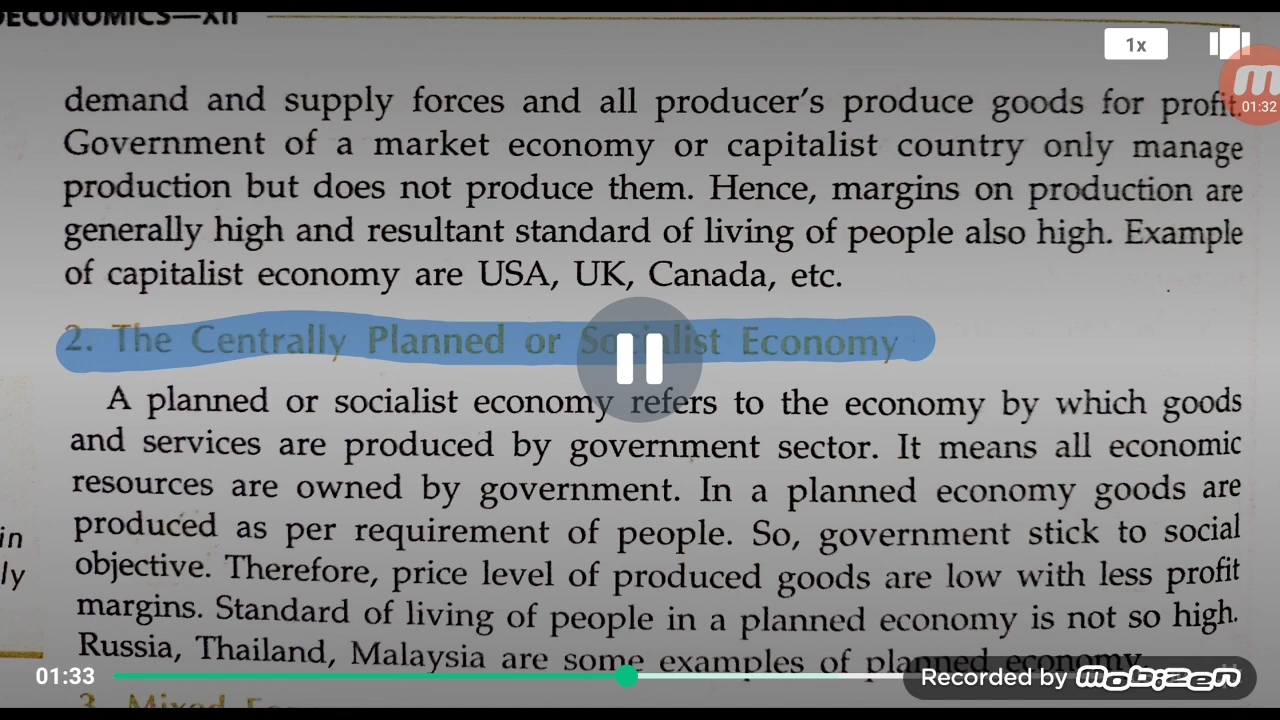 OECONOMICS—XII
1x
01:32
demand and supply forces and all producer's produce goods for profit.
Government of a market economy or capitalist country only manage
production but does not produce them. Hence, margins on production are
generally high and resultant standard of living of people also high. Example
of capitalist economy are USA, UK, Canada, etc.
2. The Centrally Planned or Socialist Economy
A planned or socialist economy refers to the economy by which goods
and services are produced by government sector. It means all economic
resources are owned by government. In a planned economy goods are
produced as per requirement of people. So, government stick to social
objective. Therefore, price level of produced goods are low with less profit
margins. Standard of living of people in a planned economy is not so high.
Russia, Thailand, Malaysia are some examples of planned economy
in
ly
01:33
Recorded by mobizen
3. Mixed